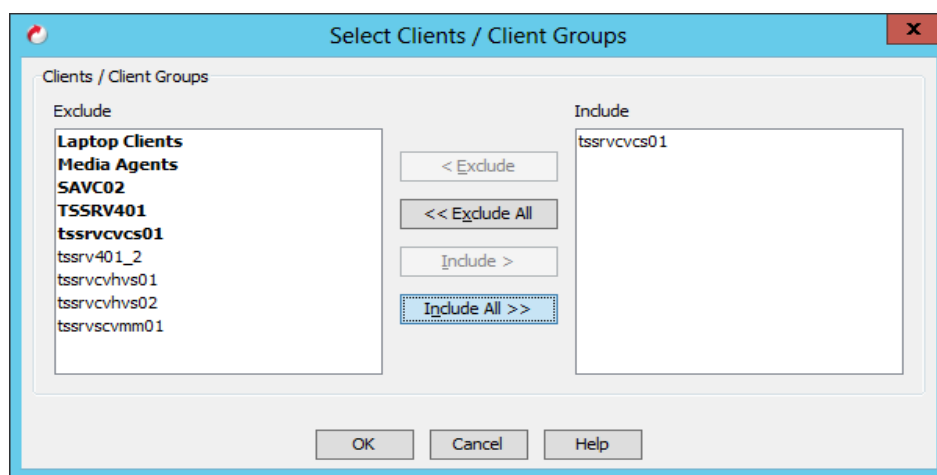 Select Clients / Client Groups
x
Clients / Client Groups
Exclude
Include
Laptop Clients
Media Agents
SAVC02
TSSRV401
tssrvcvcs01
tssrv401_2
tssrvcvhvs01
tssrvcvhvs02
tssrvscvmm01
< Exclude
<< Exclude All
Include >
Include All >>
tssrvcvcs01
OK
Cancel
Help